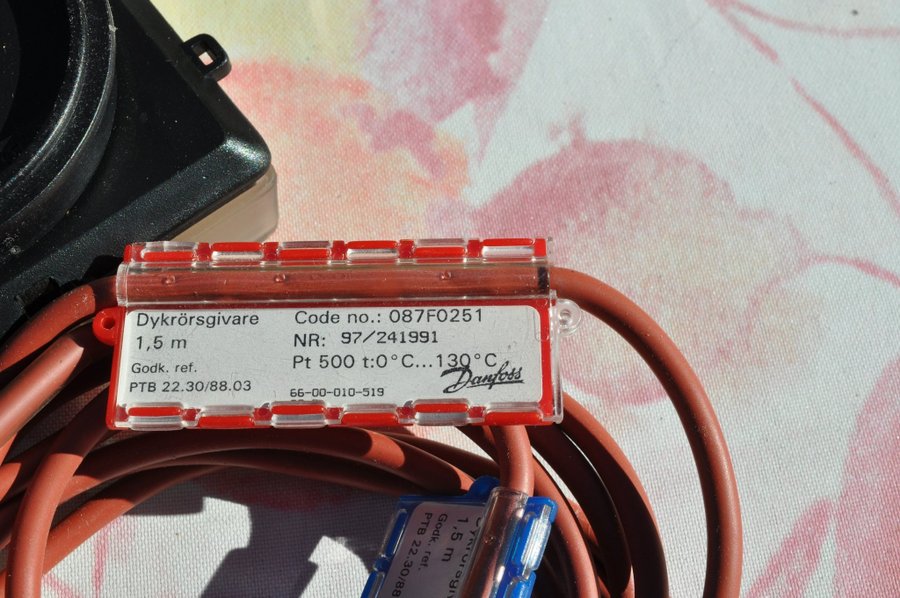 Dykrörsgivare
1,5 m
Godk. ref.
PTB 22.30/88.03
Code no.: 087F0251
NR: 97/241991
Pt 500 t:0°C...130°C
66-00-010-519
Danfoss
1,5 m
Godk. ref.
PTB 22.30/88